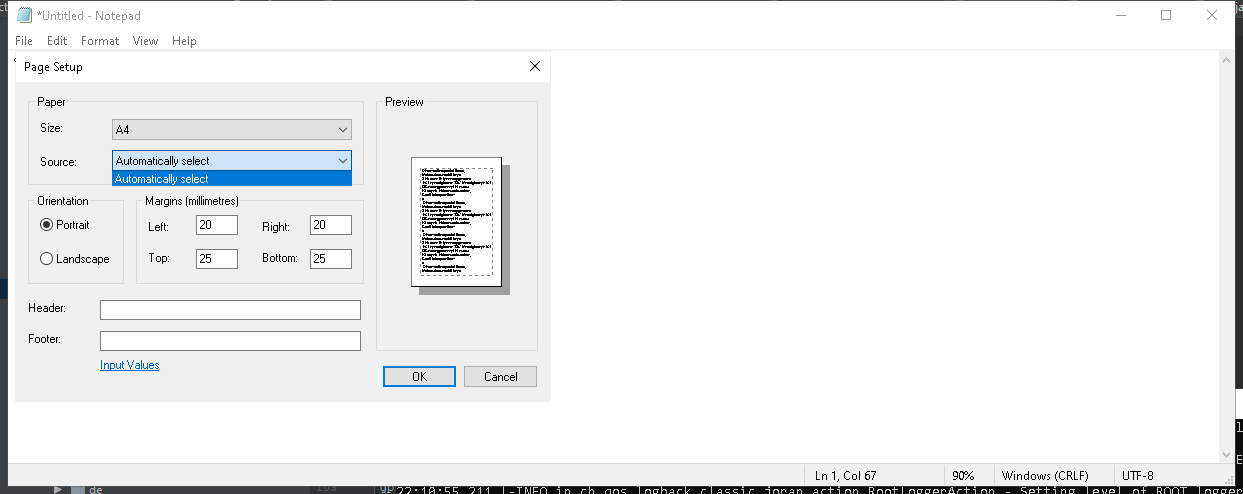 *Untitled - Notepad
File Edit Format View Help
Page Setup
Paper
Size: A4
Source: Automatically select
Automatically select
Orientation
Portrait
Landscape
Margins (millimetres)
Left: 20 Right: 20
Top: 25 Bottom: 25
Header:
Footer:
Input Values
Preview
OK Cancel
Ln 1, Col 67 90% Windows (CRLF) UTF-8
de
22:10:55,211 |-INFO in ch.qos.logback.classic.joran.action.RootLoggerAction - Setting level of ROOT logger